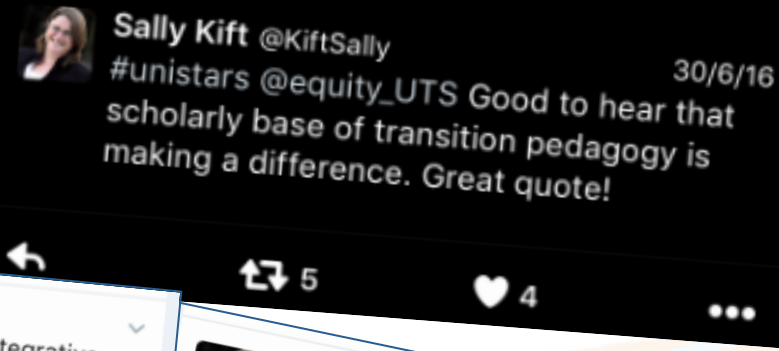 Sally Kift @KiftSally
30/6/16
#unistars @equity_UTS Good to hear that
scholarly base of transition pedagogy is
making a difference. Great quote!
5
4